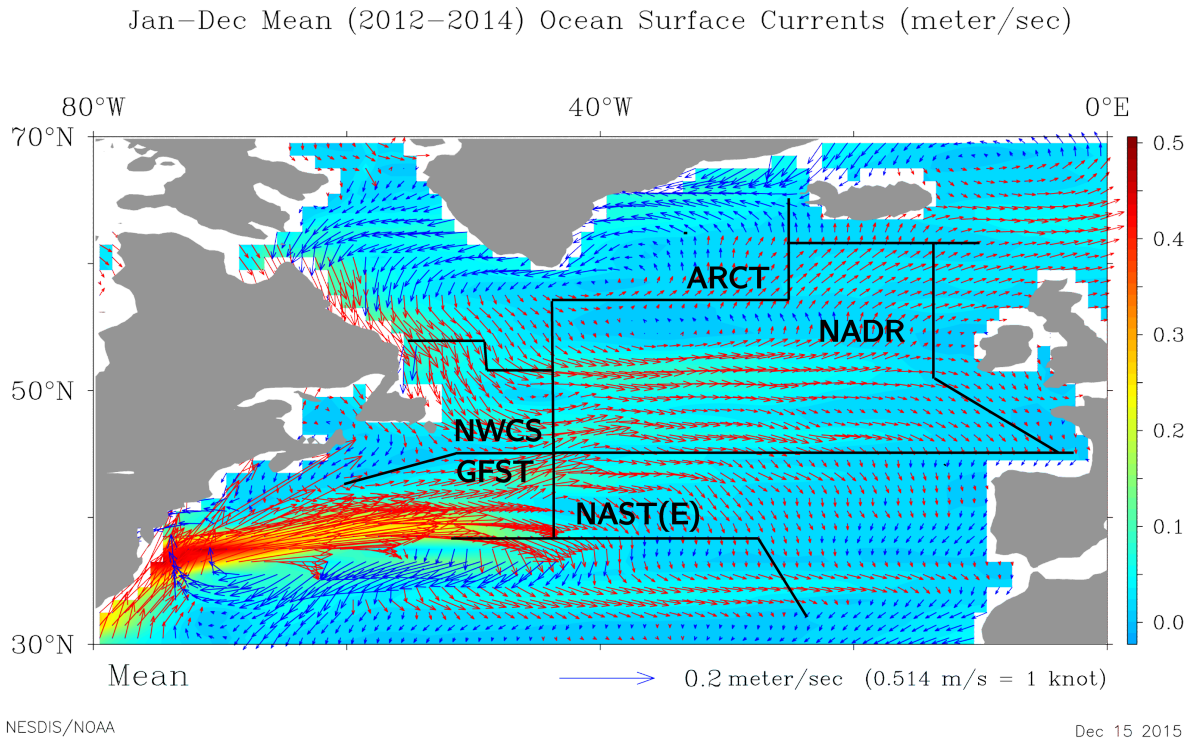 Jan-Dec Mean (2012-2014) Ocean Surface Currents (meter/sec)
80°W 40°W 0°E
70°N
50°N
30°N
0.5
0.4
0.3
0.2
0.1
0.0
ARCT
NADR
NWCS
GFST
NAST(E)
Mean
0.2 meter/sec (0.514 m/s = 1 knot)
NESDIS/NOAA
Dec 15 2015